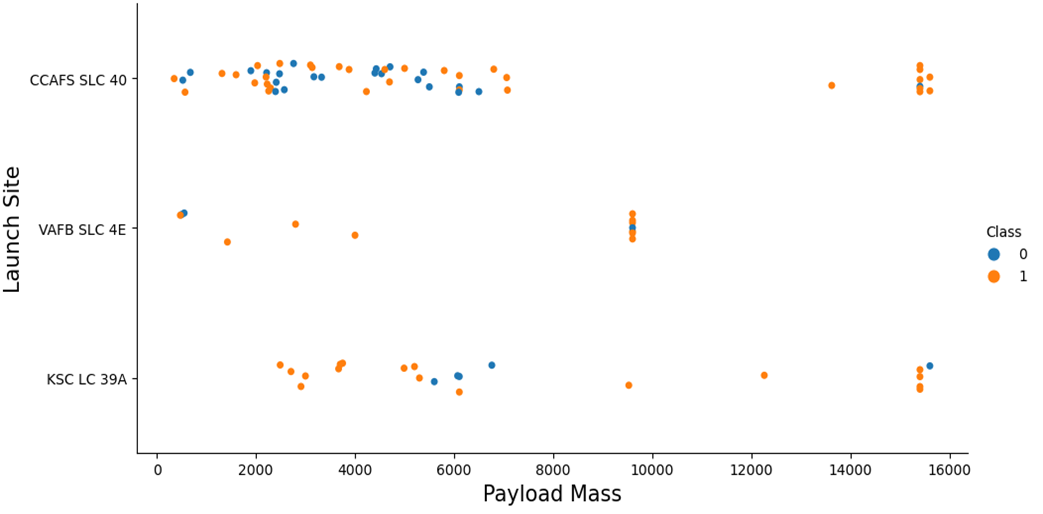 CCAFS SLC 40
VAFB SLC 4E
KSC LC 39A
Launch Site
0 2000 4000 6000 8000 10000 12000 14000 16000
Payload Mass
Class
0
1